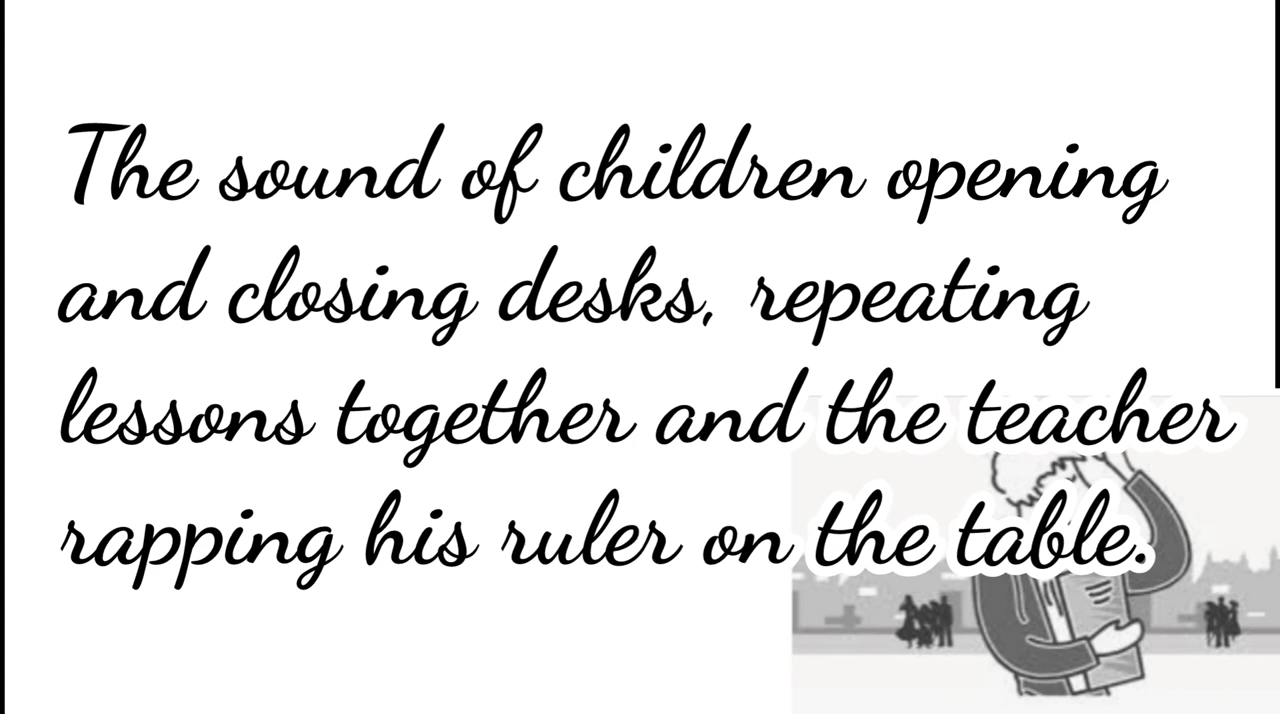 The sound of children opening
and closing desks, repeating
lessons together and the teacher
rapping his ruler on the table.